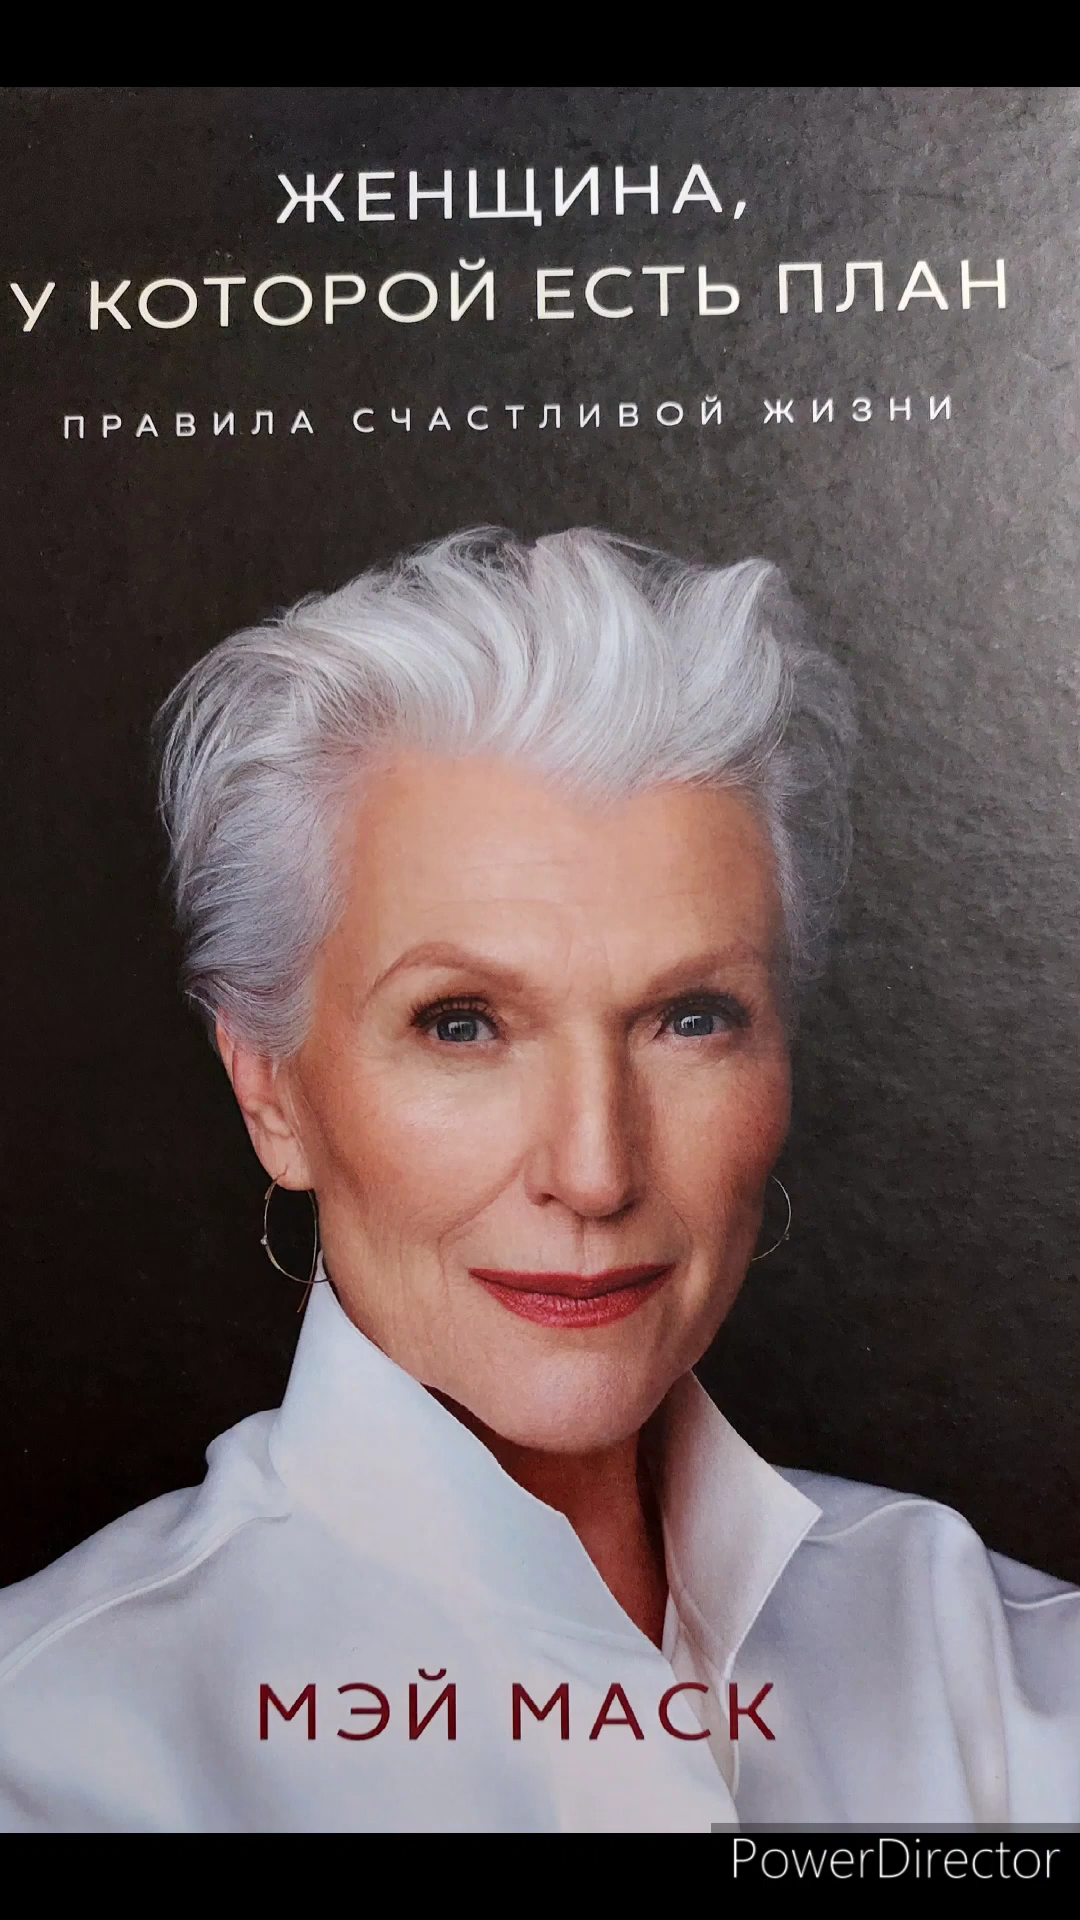 ЖЕНЩИНА,
У КОТОРОЙ ЕСТЬ ПЛАН
ПРАВИЛА СЧАСТЛИВОЙ ЖИЗНИ
МЭЙ МАСК
PowerDirector